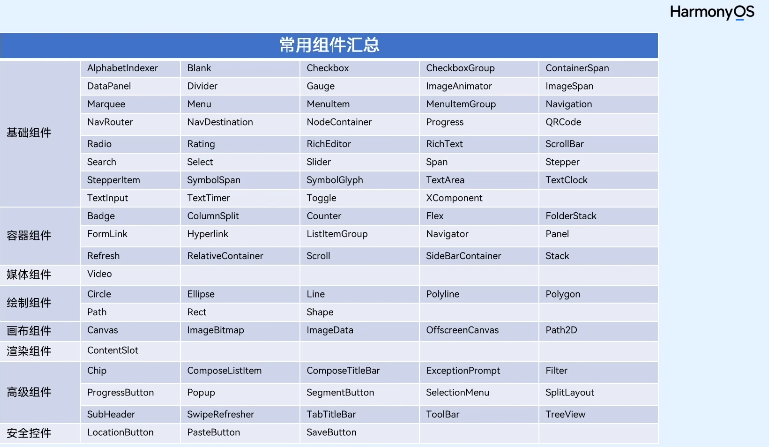 HarmonyOS
常用组件汇总
基础组件
AlphabetIndexer Blank Checkbox CheckboxGroup ContainerSpan
DataPanel Divider Gauge ImageAnimator ImageSpan
Marquee Menu MenuItem MenuItemGroup Navigation
NavRouter NavDestination NodeContainer Progress QRCode
Radio Rating RichEditor RichText ScrollBar
Search Select Slider Span Stepper
StepperItem SymbolSpan SymbolGlyph TextArea TextClock
TextInput TextTimer Toggle XComponent
容器组件
Badge ColumnSplit Counter Flex FolderStack
FormLink Hyperlink ListItemGroup Navigator Panel
Refresh RelativeContainer Scroll SideBarContainer Stack
媒体组件 Video
绘制组件
Circle Ellipse Line Polyline Polygon
Path Rect Shape
画布组件 Canvas ImageBitmap ImageData OffscreenCanvas Path2D
渲染组件 ContentSlot
高级组件
Chip ComposeListItem ComposeTitleBar ExceptionPrompt Filter
ProgressButton Popup SegmentButton SelectionMenu SplitLayout
SubHeader SwipeRefresher TabTitleBar ToolBar TreeView
安全控件 LocationButton PasteButton SaveButton